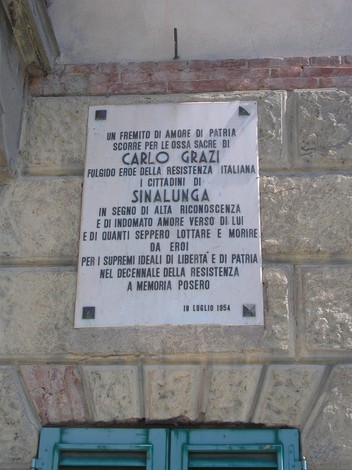 UN FREMITO DI AMORE DI PATRIA
SCORRE PER LE OSSA SACRE DI
CARLO GRAZI
FULGIDO EROE DELLA RESISTENZA ITALIANA
I CITTADINI DI
SINALUNGA
IN SEGNO DI ALTA RICONOSCENZA
E DI INDOMATO AMORE VERSO DI LUI
E DI QUANTI SEPPERO LOTTARE E MORIRE
DA EROI
PER I SUPREMI IDEALI DI LIBERTÀ E DI PATRIA
NEL DECENNALE DELLA RESISTENZA
A MEMORIA POSERO
18 LUGLIO 1954